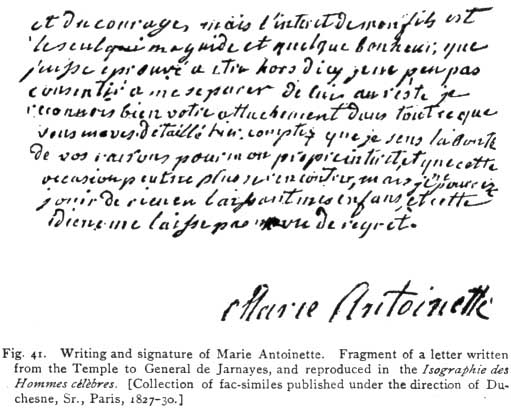 et du courage, mais l'interet de mon fils est
le seul qui me guide et quelque bonheur, que
j'eusse eprouvé a etre hors d'ici je ne peu pas
consentir a me separer de lui. au reste je
reconnois bien votre attachement dans tout ce que
vous m'avez detaillé hier. comptez que je sens la bonté
de vos raisons pour mon propre interet, et que cette
occasion peut ne plus se rencontrer, mais je ne pourrois
jouir de rien en laissant mes enfans, et cette
idée ne me laisse pas de regret.
Marie Antoinette
Fig. 41. Writing and signature of Marie Antoinette. Fragment of a letter written
from the Temple to General de Jarnayes, and reproduced in the Isographie des
Hommes célèbres. [Collection of fac-similes published under the direction of Du-
chesne, Sr., Paris, 1827-30.]